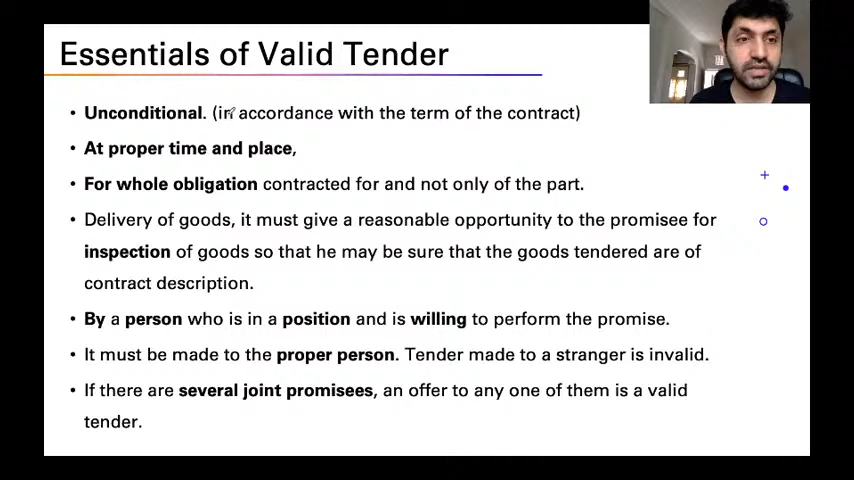 Essentials of Valid Tender
• Unconditional. (in accordance with the term of the contract)
• At proper time and place,
• For whole obligation contracted for and not only of the part.
• Delivery of goods, it must give a reasonable opportunity to the promisee for
inspection of goods so that he may be sure that the goods tendered are of
contract description.
• By a person who is in a position and is willing to perform the promise.
• It must be made to the proper person. Tender made to a stranger is invalid.
• If there are several joint promisees, an offer to any one of them is a valid
tender.